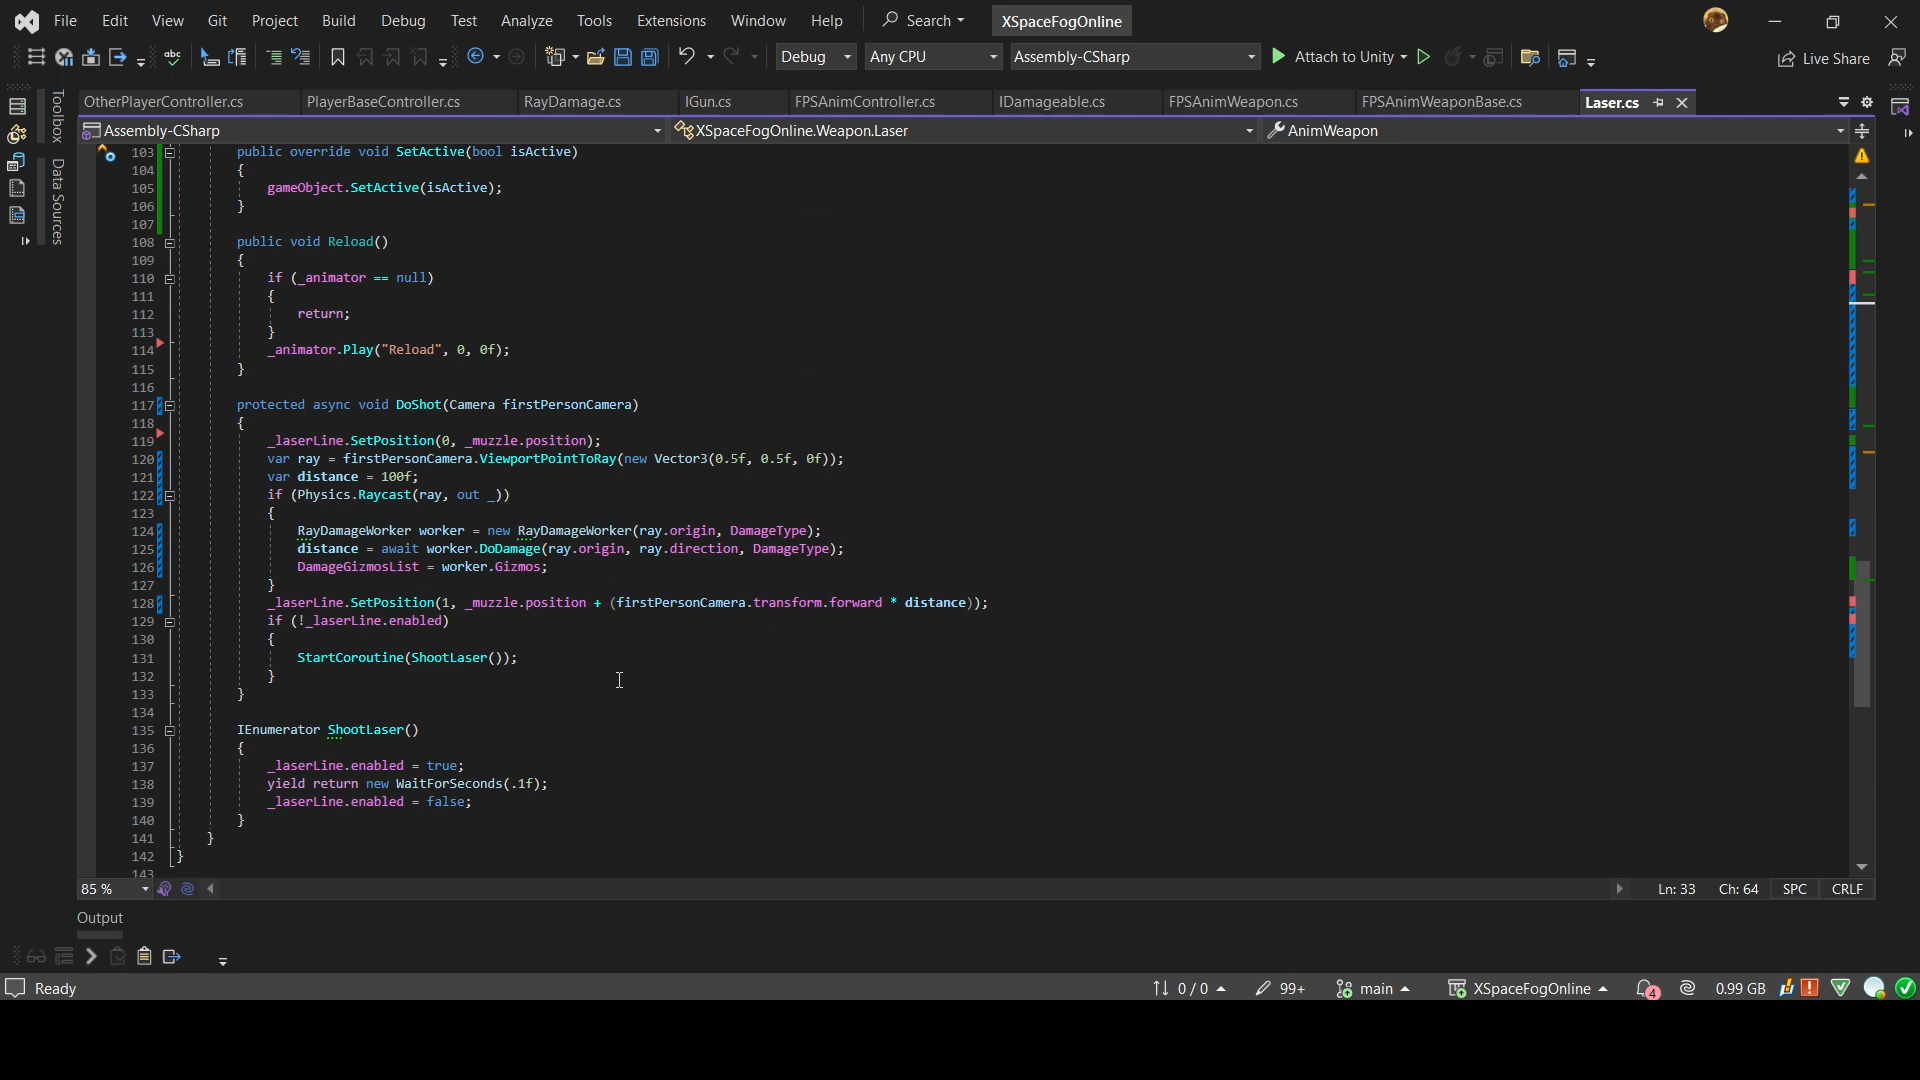 File Edit View Git Project Build Debug Test Analyze Tools Extensions Window Help Search XSpaceFogOnline
abc Debug Any CPU Assembly-CSharp Attach to Unity Live Share
OtherPlayerController.cs PlayerBaseController.cs RayDamage.cs IGun.cs FPSAnimController.cs IDamageable.cs FPSAnimWeapon.cs FPSAnimWeaponBase.cs Laser.cs
Toolbox
Data Sources
Assembly-CSharp XSpaceFogOnline.Weapon.Laser AnimWeapon
103 public override void SetActive(bool isActive)
104 {
105 gameObject.SetActive(isActive);
106 }
107
108 public void Reload()
109 {
110 if (_animator == null)
111 {
112 return;
113 }
114 _animator.Play("Reload", 0, 0f);
115 }
116
117 protected async void DoShot(Camera firstPersonCamera)
118 {
119 _laserLine.SetPosition(0, _muzzle.position);
120 var ray = firstPersonCamera.ViewportPointToRay(new Vector3(0.5f, 0.5f, 0f));
121 var distance = 100f;
122 if (Physics.Raycast(ray, out _))
123 {
124 RayDamageWorker worker = new RayDamageWorker(ray.origin, DamageType);
125 distance = await worker.DoDamage(ray.origin, ray.direction, DamageType);
126 DamageGizmosList = worker.Gizmos;
127 }
128 _laserLine.SetPosition(1, _muzzle.position + (firstPersonCamera.transform.forward * distance));
129 if (!_laserLine.enabled)
130 {
131 StartCoroutine(ShootLaser());
132 }
133 }
134
135 IEnumerator ShootLaser()
136 {
137 _laserLine.enabled = true;
138 yield return new WaitForSeconds(.1f);
139 _laserLine.enabled = false;
140 }
141 }
142 }
143
85 % Ln: 33 Ch: 64 SPC CRLF
Output
Ready 0 / 0 99+ main XSpaceFogOnline 4 0.99 GB